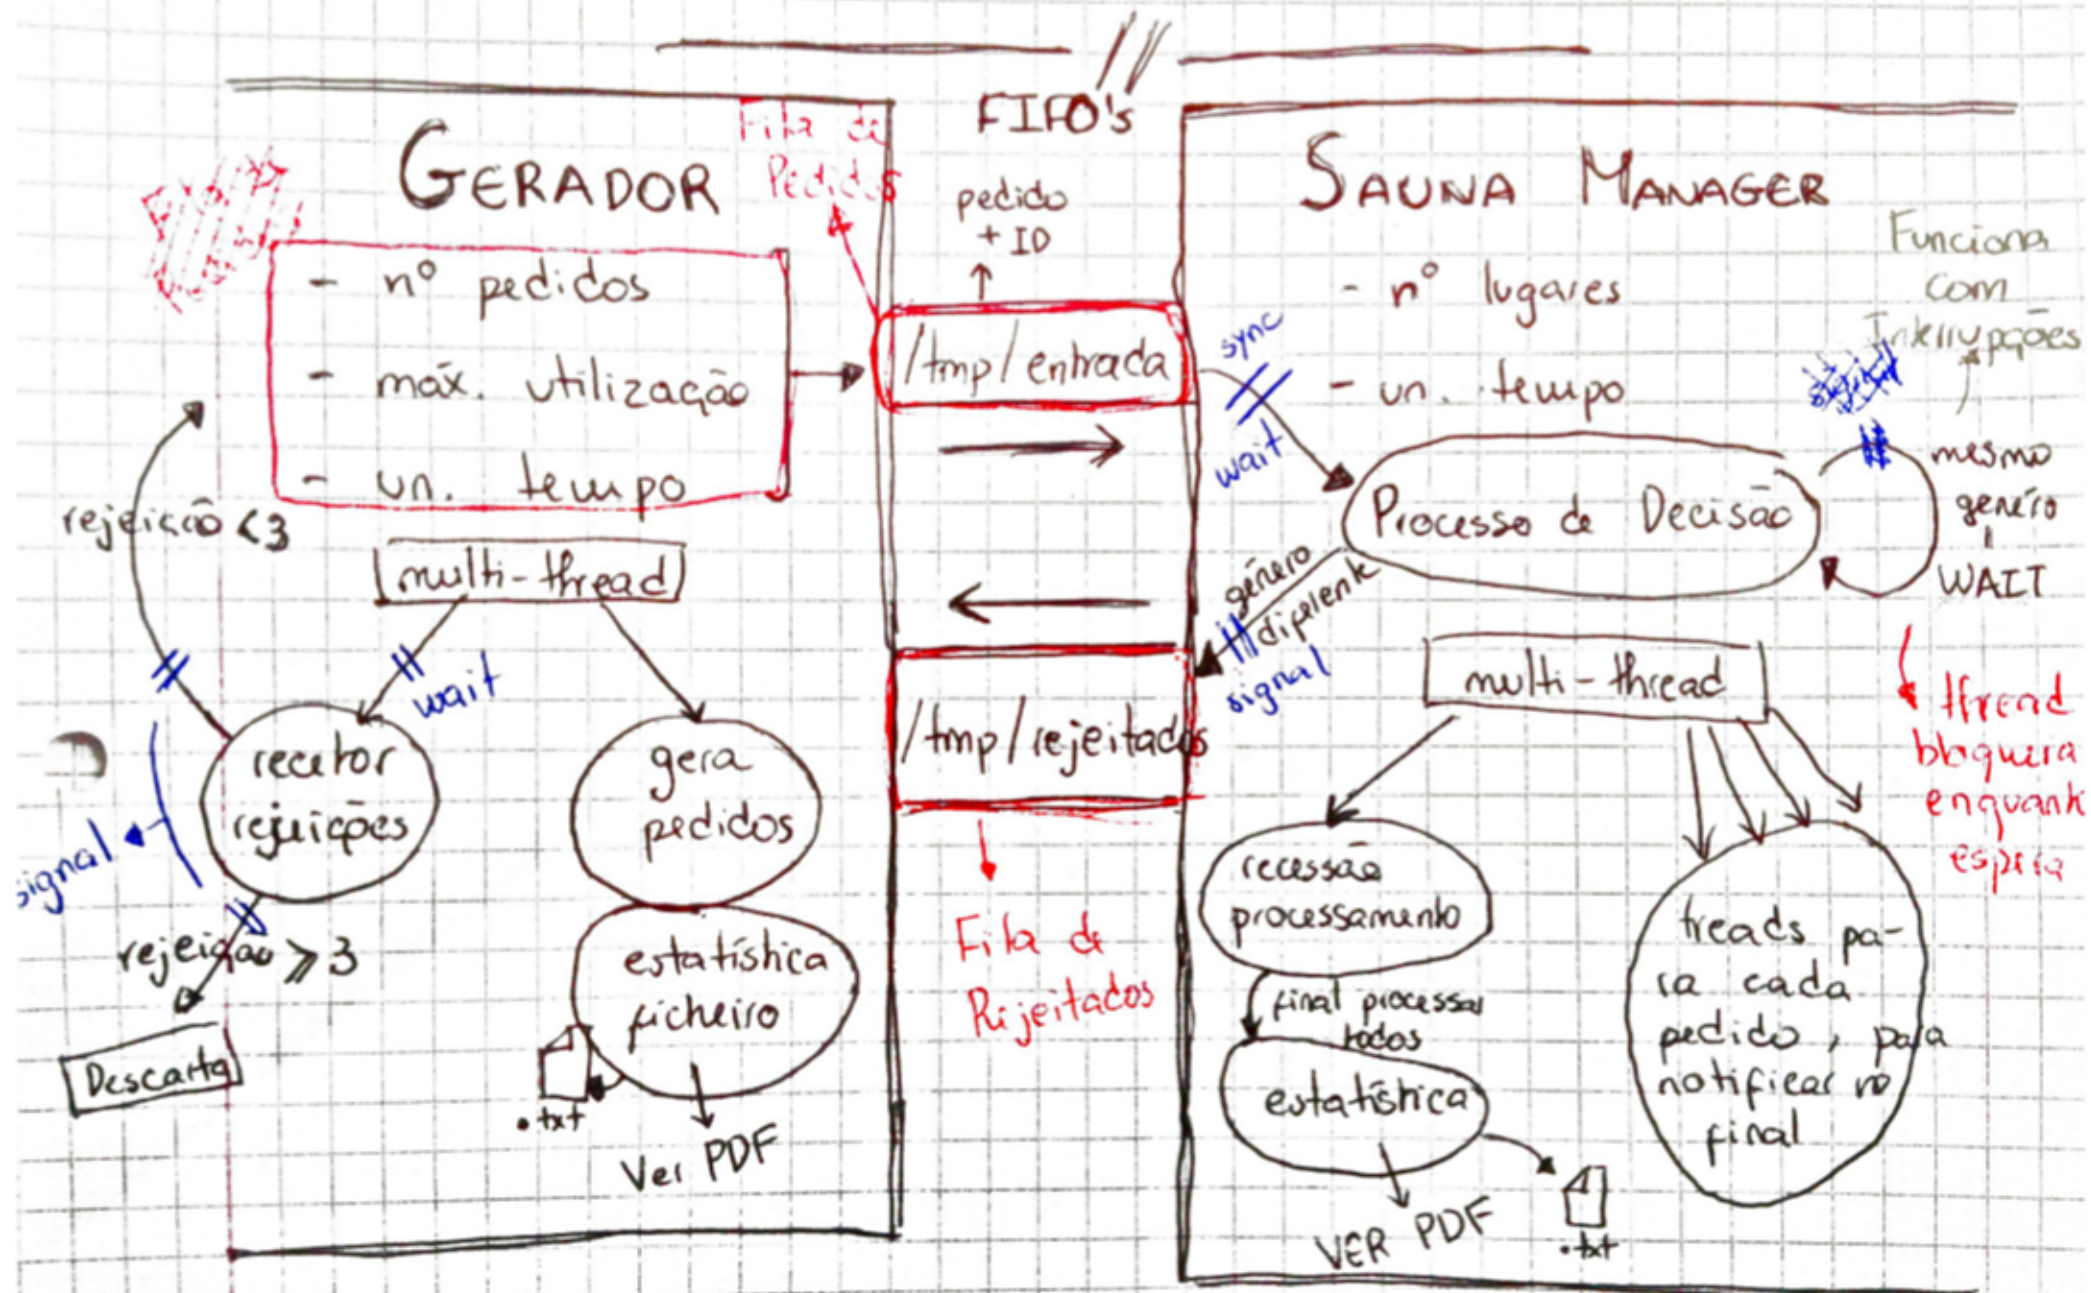 FIFO's
GERADOR
Fila de
Pedidos
- nº pedidos
- máx. utilização
- un. tempo
rejeição <3
multi-thread
wait
recetor
rejeições
signal
rejeição ≥ 3
Descarta
gera
pedidos
estatística
ficheiro
.txt
Ver PDF
pedido
+ ID
/tmp/entrada
/tmp/rejeitados
Fila de
Rijeitados
SAUNA MANAGER
- nº lugares
- un. tempo
Funciona
com
Interrupções
sync
wait
Processo de Decisão
mesmo
genéro
WAIT
género
diferente
signal
multi-thread
thread
bloqueia
enquant
espera
recessão
processamento
final processar
todos
estatística
VER PDF
.txt
treads pa-
ra cada
pedido, para
notificar no
final